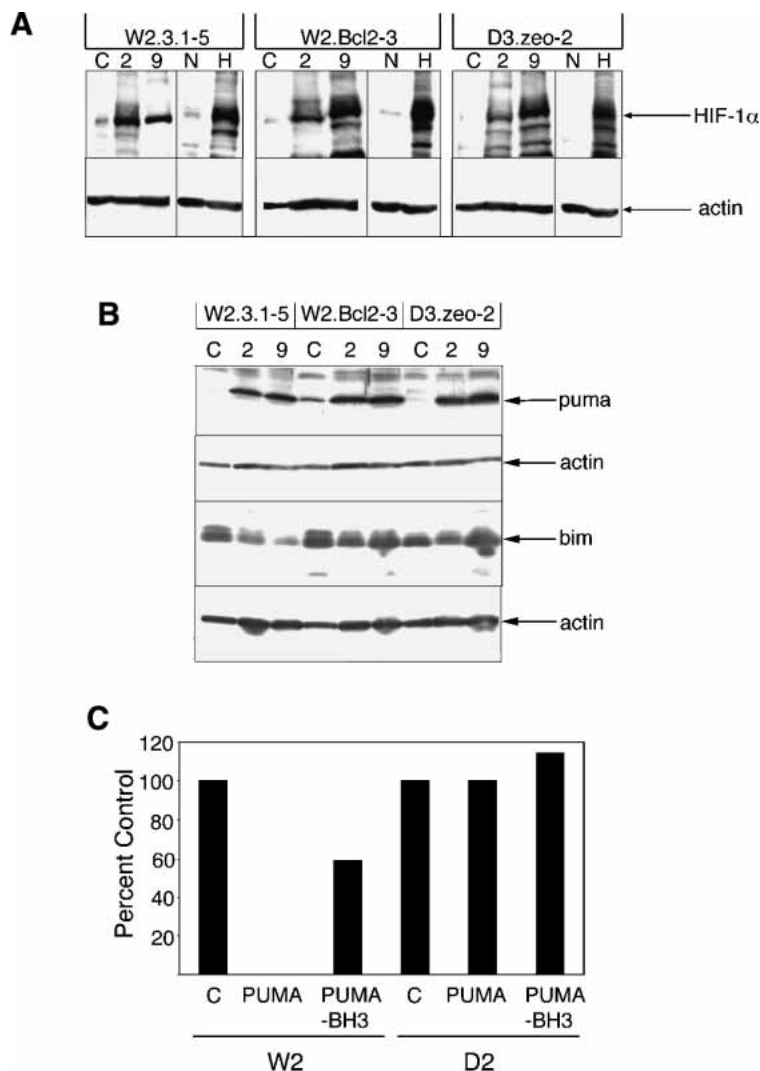 A
W2.3.1-5 W2.Bcl2-3 D3.zeo-2
C 2 9 N H C 2 9 N H C 2 9 N H
HIF-1α
actin
B
W2.3.1-5 W2.Bcl2-3 D3.zeo-2
C 2 9 C 2 9 C 2 9
puma
actin
bim
actin
C
Percent Control
120
100
80
60
40
20
C PUMA PUMA -BH3 C PUMA PUMA -BH3
W2 D2